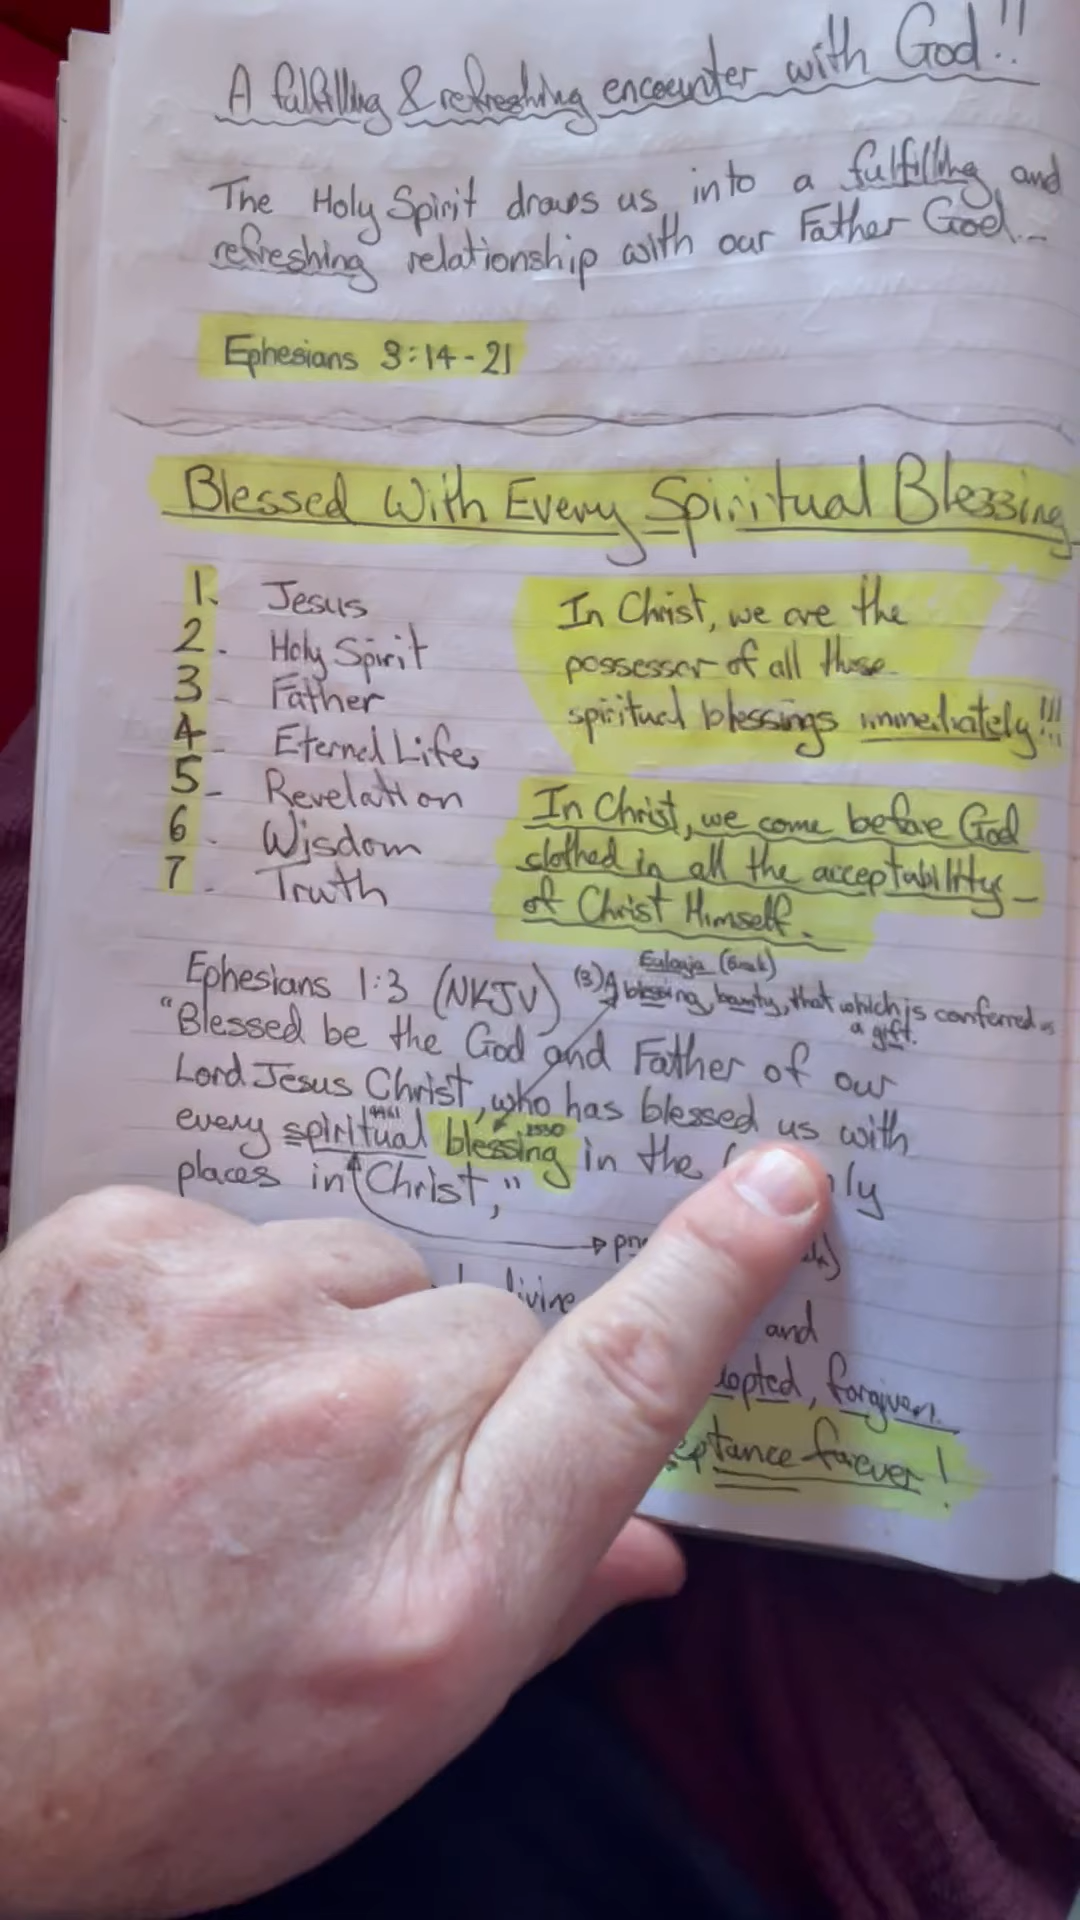 A fulfilling & refreshing encounter with God!!
The Holy Spirit draws us into a fulfilling and
refreshing relationship with our Father God...
Ephesians 3:14-21
Blessed With Every Spiritual Blessing
1. Jesus
2. Holy Spirit
3 Father
4 Eternal Life,
5 Revelation
6. Wisdom
7. Truth
In Christ, we are the
possessor of all these
spiritual blessings immediately!!!
In Christ, we come before God
clothed in all the acceptability
of Christ Himself.
Eulogia (Greek)
Ephesians 1:3 (NKJV) (3) A blessing, bounty, that which is conferred as
a gift.
"Blessed be the God and Father of our
Lord Jesus Christ, who has blessed us with
4461
every spiritual blessing in the
places in Christ,"
divine
and
forgiven.
forever!